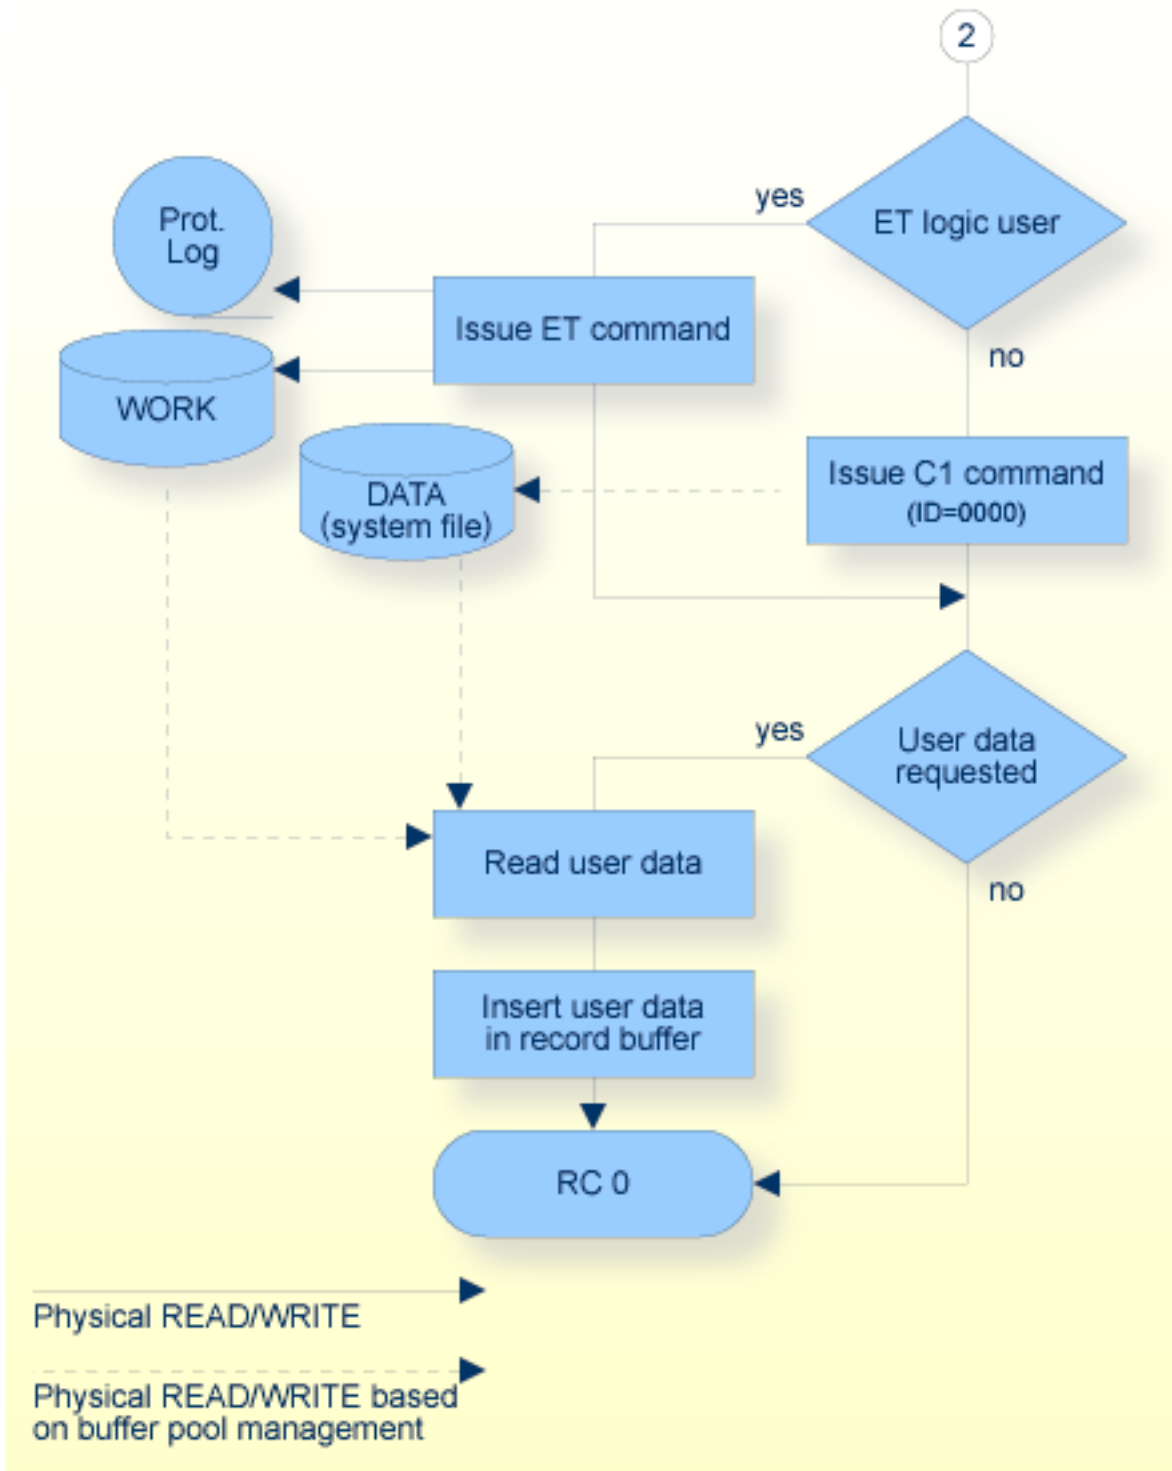 2
yes
ET logic user
Prot.
Log
Issue ET command
no
WORK
Issue C1 command
(ID=0000)
DATA
(system file)
yes
User data
requested
Read user data
no
Insert user data
in record buffer
RC 0
Physical READ/WRITE
Physical READ/WRITE based
on buffer pool management